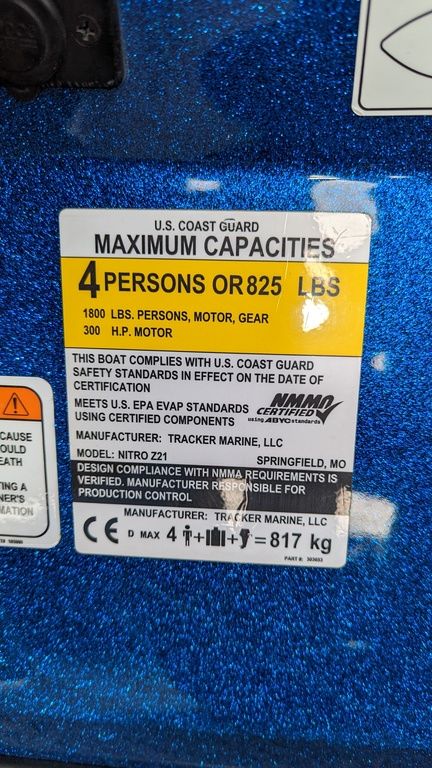 U.S. COAST GUARD
MAXIMUM CAPACITIES
4 PERSONS OR 825 LBS
1800 LBS. PERSONS, MOTOR, GEAR
300 H.P. MOTOR
THIS BOAT COMPLIES WITH U.S. COAST GUARD
SAFETY STANDARDS IN EFFECT ON THE DATE OF
CERTIFICATION
MEETS U.S. EPA EVAP STANDARDS
USING CERTIFIED COMPONENTS
NMMA
CERTIFIED
using ABYC standards
MANUFACTURER: TRACKER MARINE, LLC
MODEL: NITRO Z21 SPRINGFIELD, MO
DESIGN COMPLIANCE WITH NMMA REQUIREMENTS IS
VERIFIED. MANUFACTURER RESPONSIBLE FOR
PRODUCTION CONTROL
MANUFACTURER: TRACKER MARINE, LLC
CE D MAX 4 + + = 817 kg
PART #:
CAUSE
OULD
EATH
TING A
NER'S
MATION